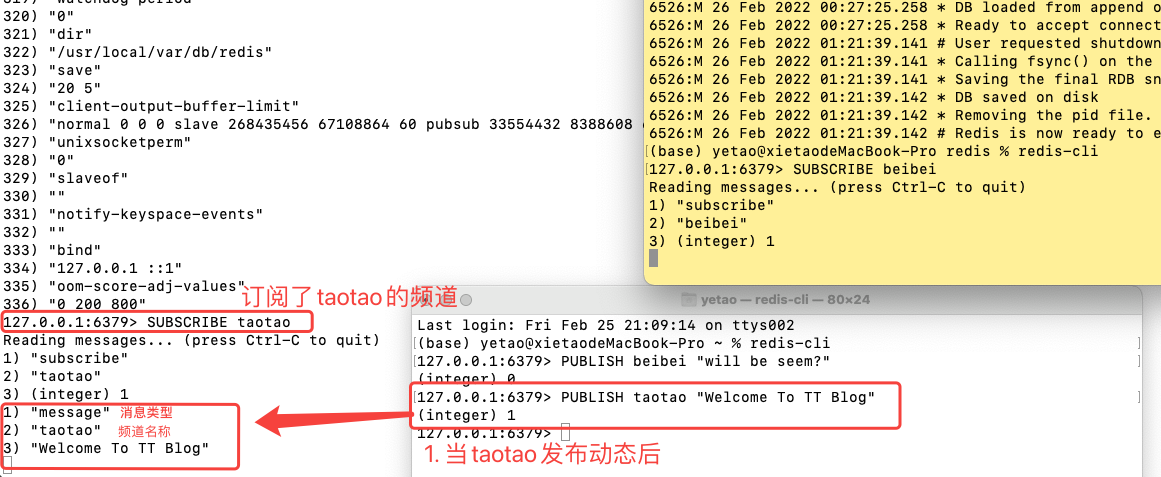 320) "0"
321) "dir"
322) "/usr/local/var/db/redis"
323) "save"
324) "20 5"
325) "client-output-buffer-limit"
326) "normal 0 0 0 slave 268435456 67108864 60 pubsub 33554432 8388608
327) "unixsocketperm"
328) "0"
329) "slaveof"
330) ""
331) "notify-keyspace-events"
332) ""
333) "bind"
334) "127.0.0.1 ::1"
335) "oom-score-adj-values"
336) "0 200 800"
订阅了taotao的频道
127.0.0.1:6379> SUBSCRIBE taotao
Reading messages... (press Ctrl-C to quit)
1) "subscribe"
2) "taotao"
3) (integer) 1
1) "message" 消息类型
2) "taotao" 频道名称
3) "Welcome To TT Blog"
6526:M 26 Feb 2022 00:27:25.258 * DB loaded from append o
6526:M 26 Feb 2022 00:27:25.258 * Ready to accept connect
6526:M 26 Feb 2022 01:21:39.141 # User requested shutdown
6526:M 26 Feb 2022 01:21:39.141 * Calling fsync() on the
6526:M 26 Feb 2022 01:21:39.141 * Saving the final RDB sn
6526:M 26 Feb 2022 01:21:39.142 * DB saved on disk
6526:M 26 Feb 2022 01:21:39.142 * Removing the pid file.
6526:M 26 Feb 2022 01:21:39.142 # Redis is now ready to e
(base) yetao@xietaodeMacBook-Pro redis % redis-cli
127.0.0.1:6379> SUBSCRIBE beibei
Reading messages... (press Ctrl-C to quit)
1) "subscribe"
2) "beibei"
3) (integer) 1
yetao — redis-cli — 80×24
Last login: Fri Feb 25 21:09:14 on ttys002
(base) yetao@xietaodeMacBook-Pro ~ % redis-cli
127.0.0.1:6379> PUBLISH beibei "will be seem?"
(integer) 0
127.0.0.1:6379> PUBLISH taotao "Welcome To TT Blog"
(integer) 1
127.0.0.1:6379>
1. 当taotao发布动态后